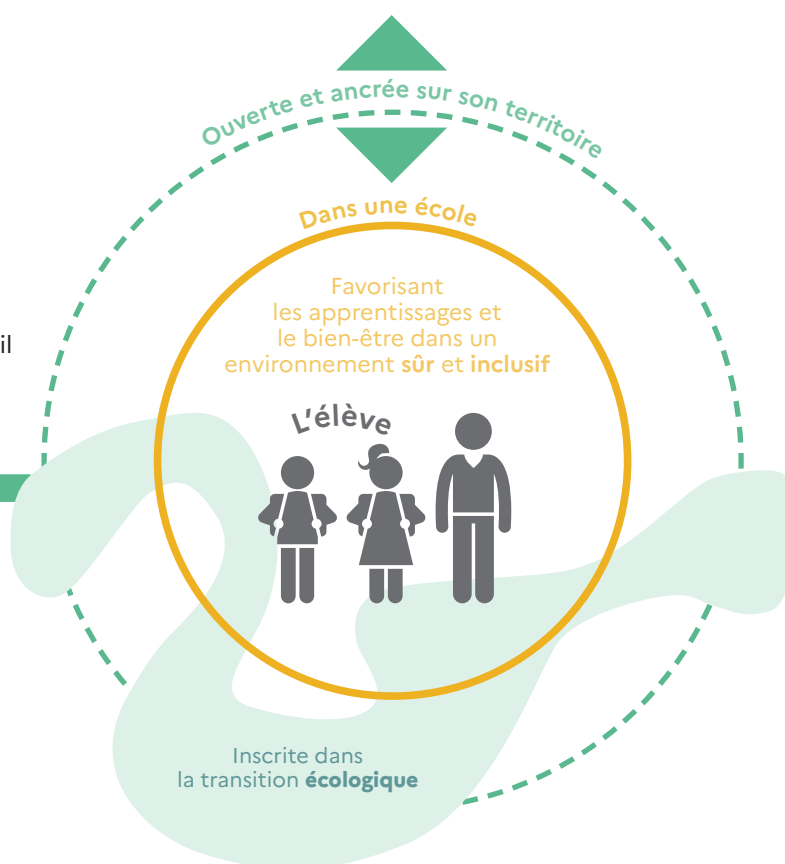 Ouverte et ancrée sur son territoire
Dans une école
Favorisant
les apprentissages et
le bien-être dans un
environnement sûr et inclusif
il
L'élève
Inscrite dans
la transition écologique